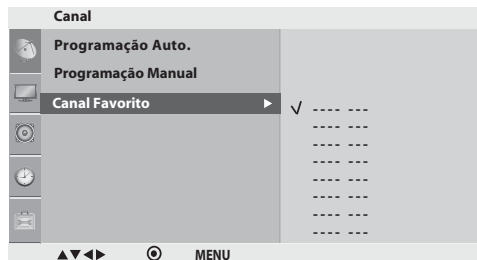 Canal
Programação Auto.
Programação Manual
Canal Favorito ▶
√ ---- ---
---- ---
---- ---
---- ---
---- ---
---- ---
---- ---
---- ---
▲▼◀▶ ⦿ MENU